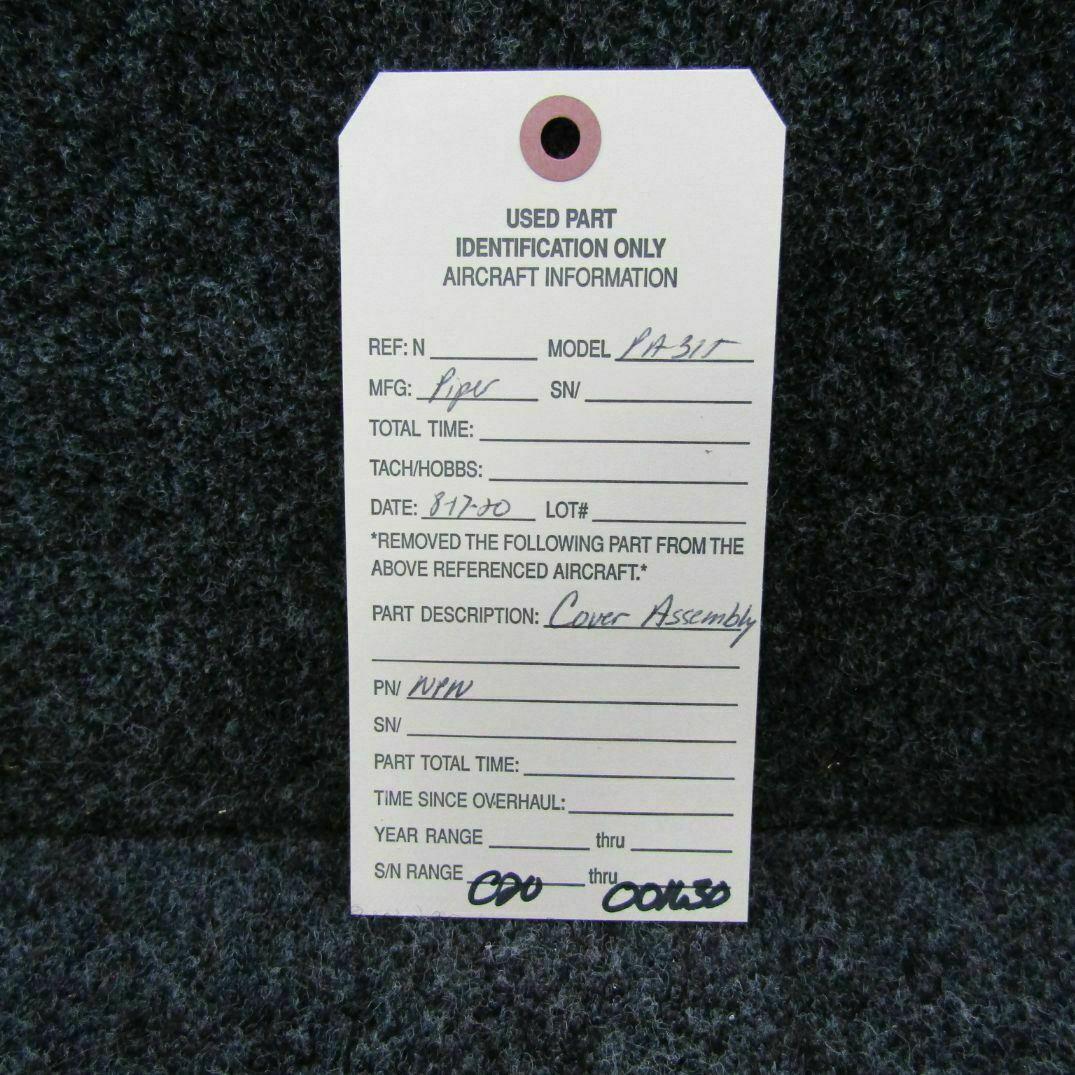 USED PART
IDENTIFICATION ONLY
AIRCRAFT INFORMATION
REF: N MODEL PA-31T
MFG: Piper SN/
TOTAL TIME:
TACH/HOBBS:
DATE: 8-17-20 LOT#
*REMOVED THE FOLLOWING PART FROM THE
ABOVE REFERENCED AIRCRAFT.*
PART DESCRIPTION: Cover Assembly
PN/ NPN
SN/
PART TOTAL TIME:
TIME SINCE OVERHAUL:
YEAR RANGE thru
S/N RANGE thru
C20